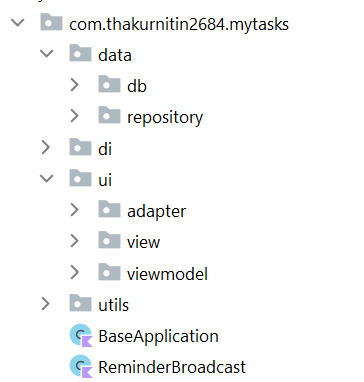 com.thakurnitin2684.mytasks
data
db
repository
di
ui
adapter
view
viewmodel
utils
BaseApplication
ReminderBroadcast